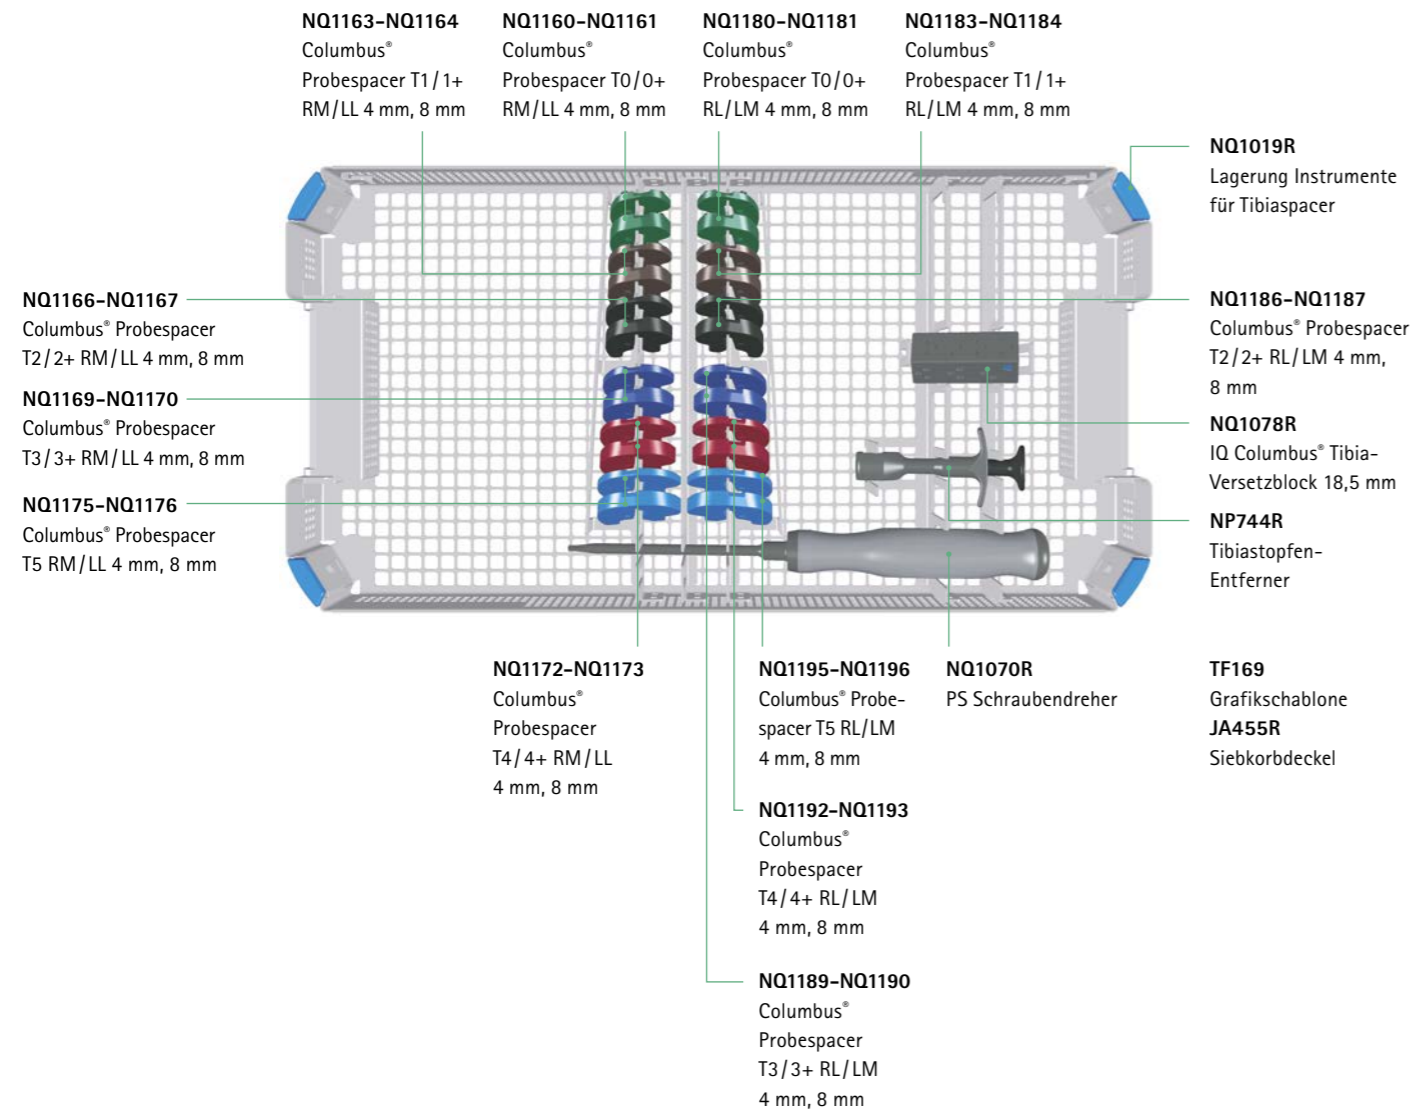 NQ1163-NQ1164
Columbus®
Probespacer T1/1+
RM/LL 4 mm, 8 mm
NQ1160-NQ1161
Columbus®
Probespacer T0/0+
RM/LL 4 mm, 8 mm
NQ1180-NQ1181
Columbus®
Probespacer T0/0+
RL/LM 4 mm, 8 mm
NQ1183-NQ1184
Columbus®
Probespacer T1/1+
RL/LM 4 mm, 8 mm
NQ1019R
Lagerung Instrumente
für Tibiaspacer
NQ1166-NQ1167
Columbus® Probespacer
T2/2+ RM/LL 4 mm, 8 mm
NQ1169-NQ1170
Columbus® Probespacer
T3/3+ RM/LL 4 mm, 8 mm
NQ1175-NQ1176
Columbus® Probespacer
T5 RM/LL 4 mm, 8 mm
NQ1186-NQ1187
Columbus® Probespacer
T2/2+ RL/LM 4 mm,
8 mm
NQ1078R
IQ Columbus® Tibia-
Versetzblock 18,5 mm
NP744R
Tibiastopfen-
Entferner
NQ1172-NQ1173
Columbus®
Probespacer
T4/4+ RM/LL
4 mm, 8 mm
NQ1195-NQ1196
Columbus® Probe-
spacer T5 RL/LM
4 mm, 8 mm
NQ1070R
PS Schraubendreher
TF169
Grafikschablone
JA455R
Siebkorbdeckel
NQ1192-NQ1193
Columbus®
Probespacer
T4/4+ RL/LM
4 mm, 8 mm
NQ1189-NQ1190
Columbus®
Probespacer
T3/3+ RL/LM
4 mm, 8 mm